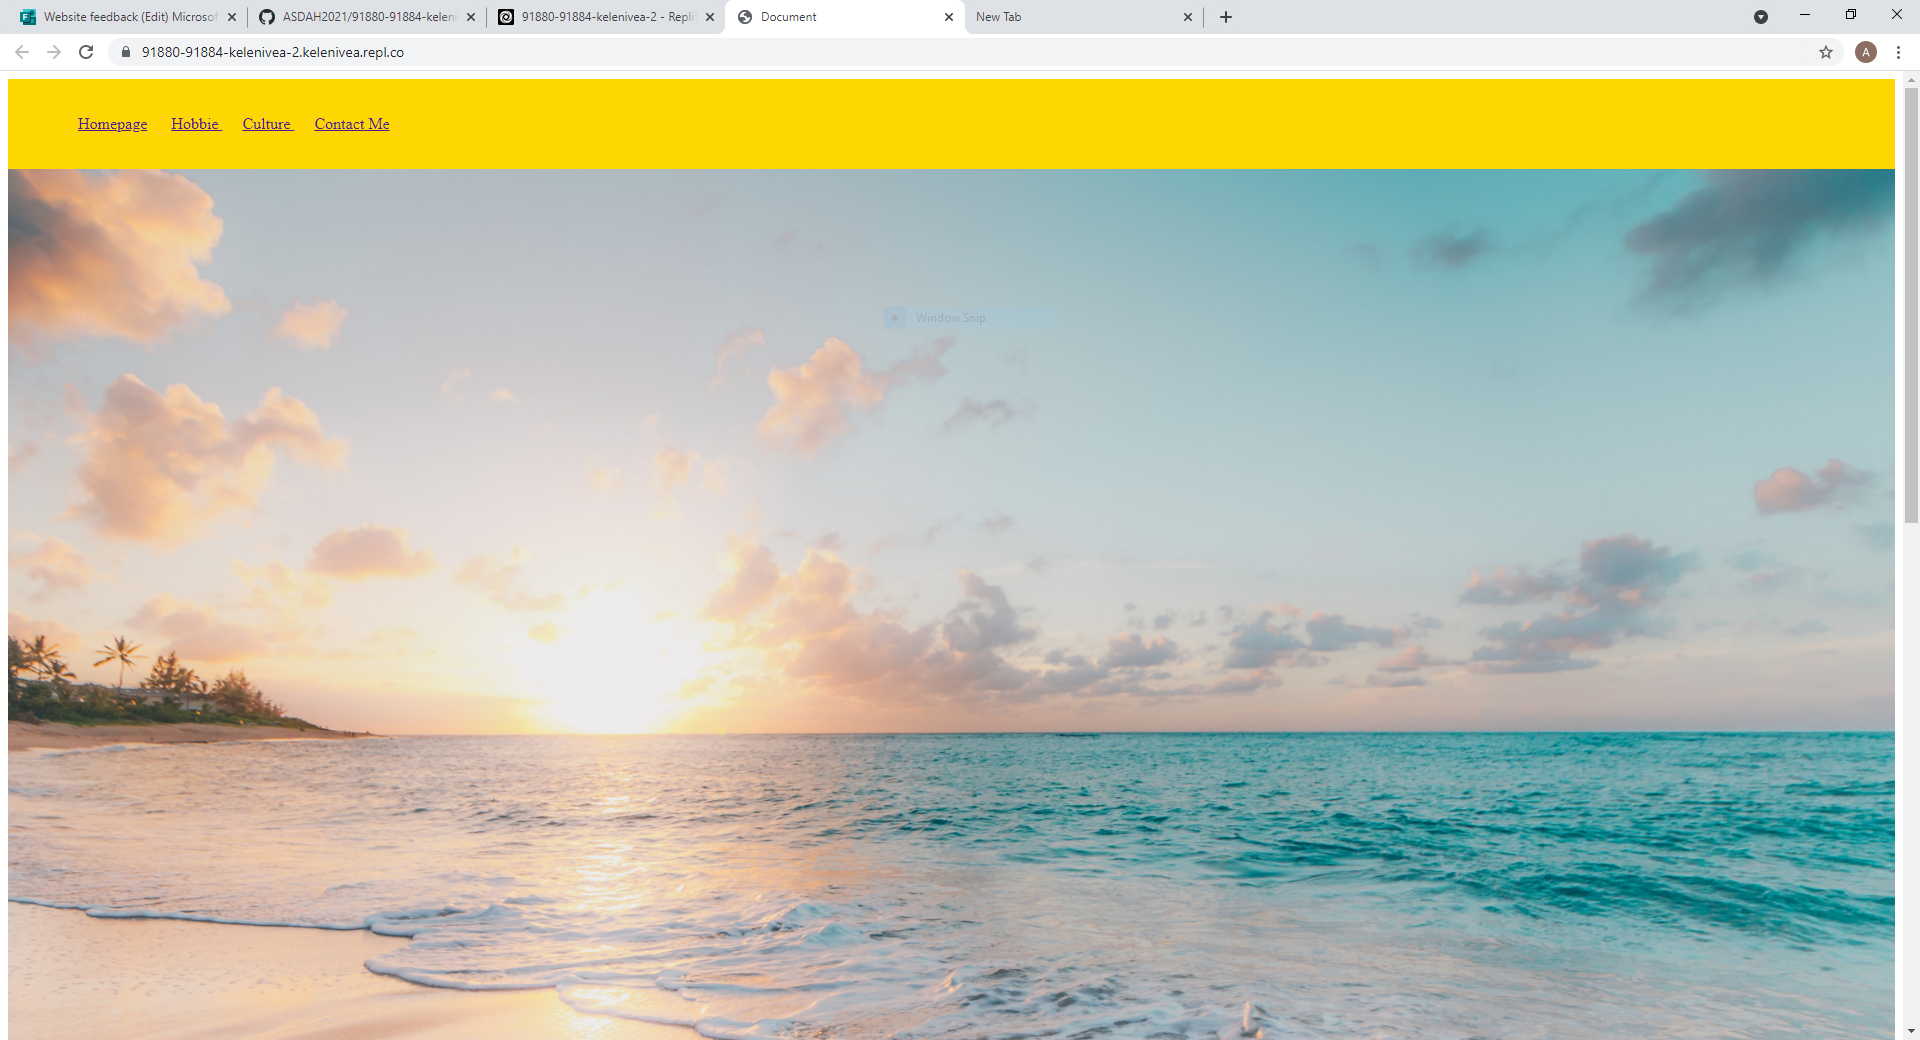 Website feedback (Edit) Microsof
ASDAH2021/91880-91884-keleni
91880-91884-kelenivea-2 - Replit
Document
New Tab
91880-91884-kelenivea-2.kelenivea.repl.co
A
Homepage Hobbie Culture Contact Me
Window Snip